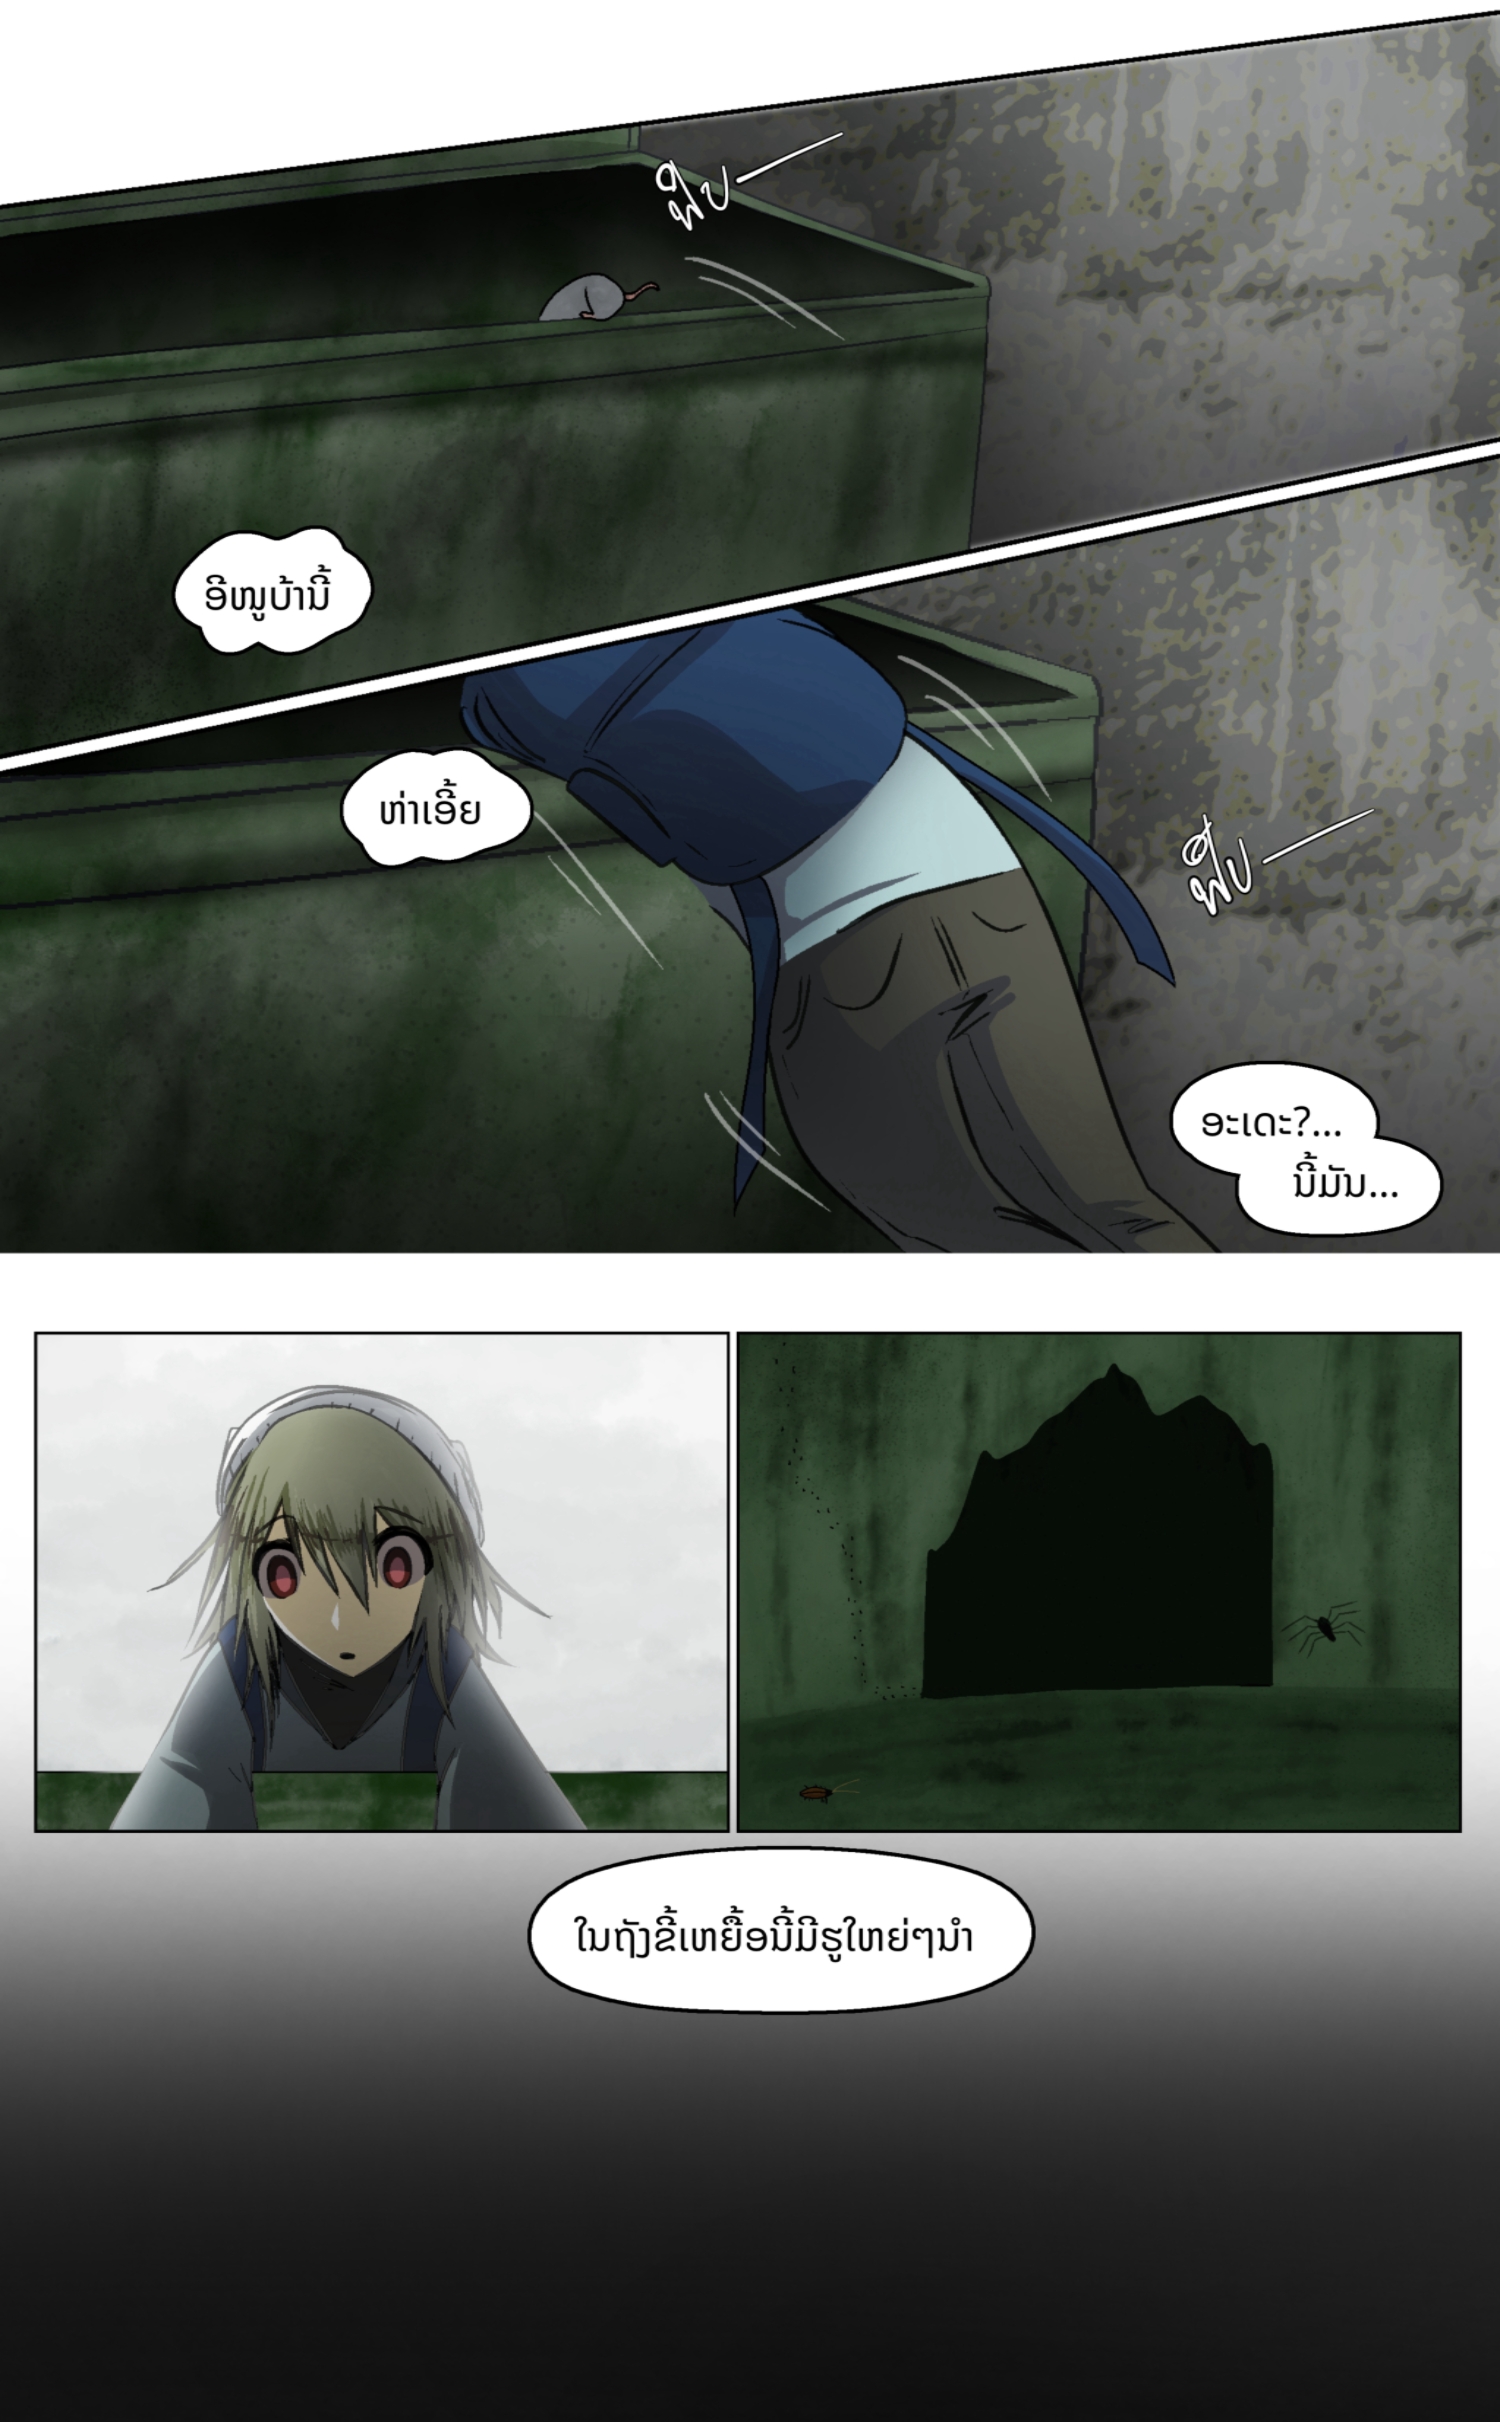 ຟຶບ
ອີໜູບ້ານີ້
ຫ່າເອີ້ຍ
ຟຶບ
ອະເດະ?...
ນີ້ມັນ...
ໃນຖັງຂີ້ເຫຍື້ອນີ້ມີຮູໃຫຍ່ໆນຳ